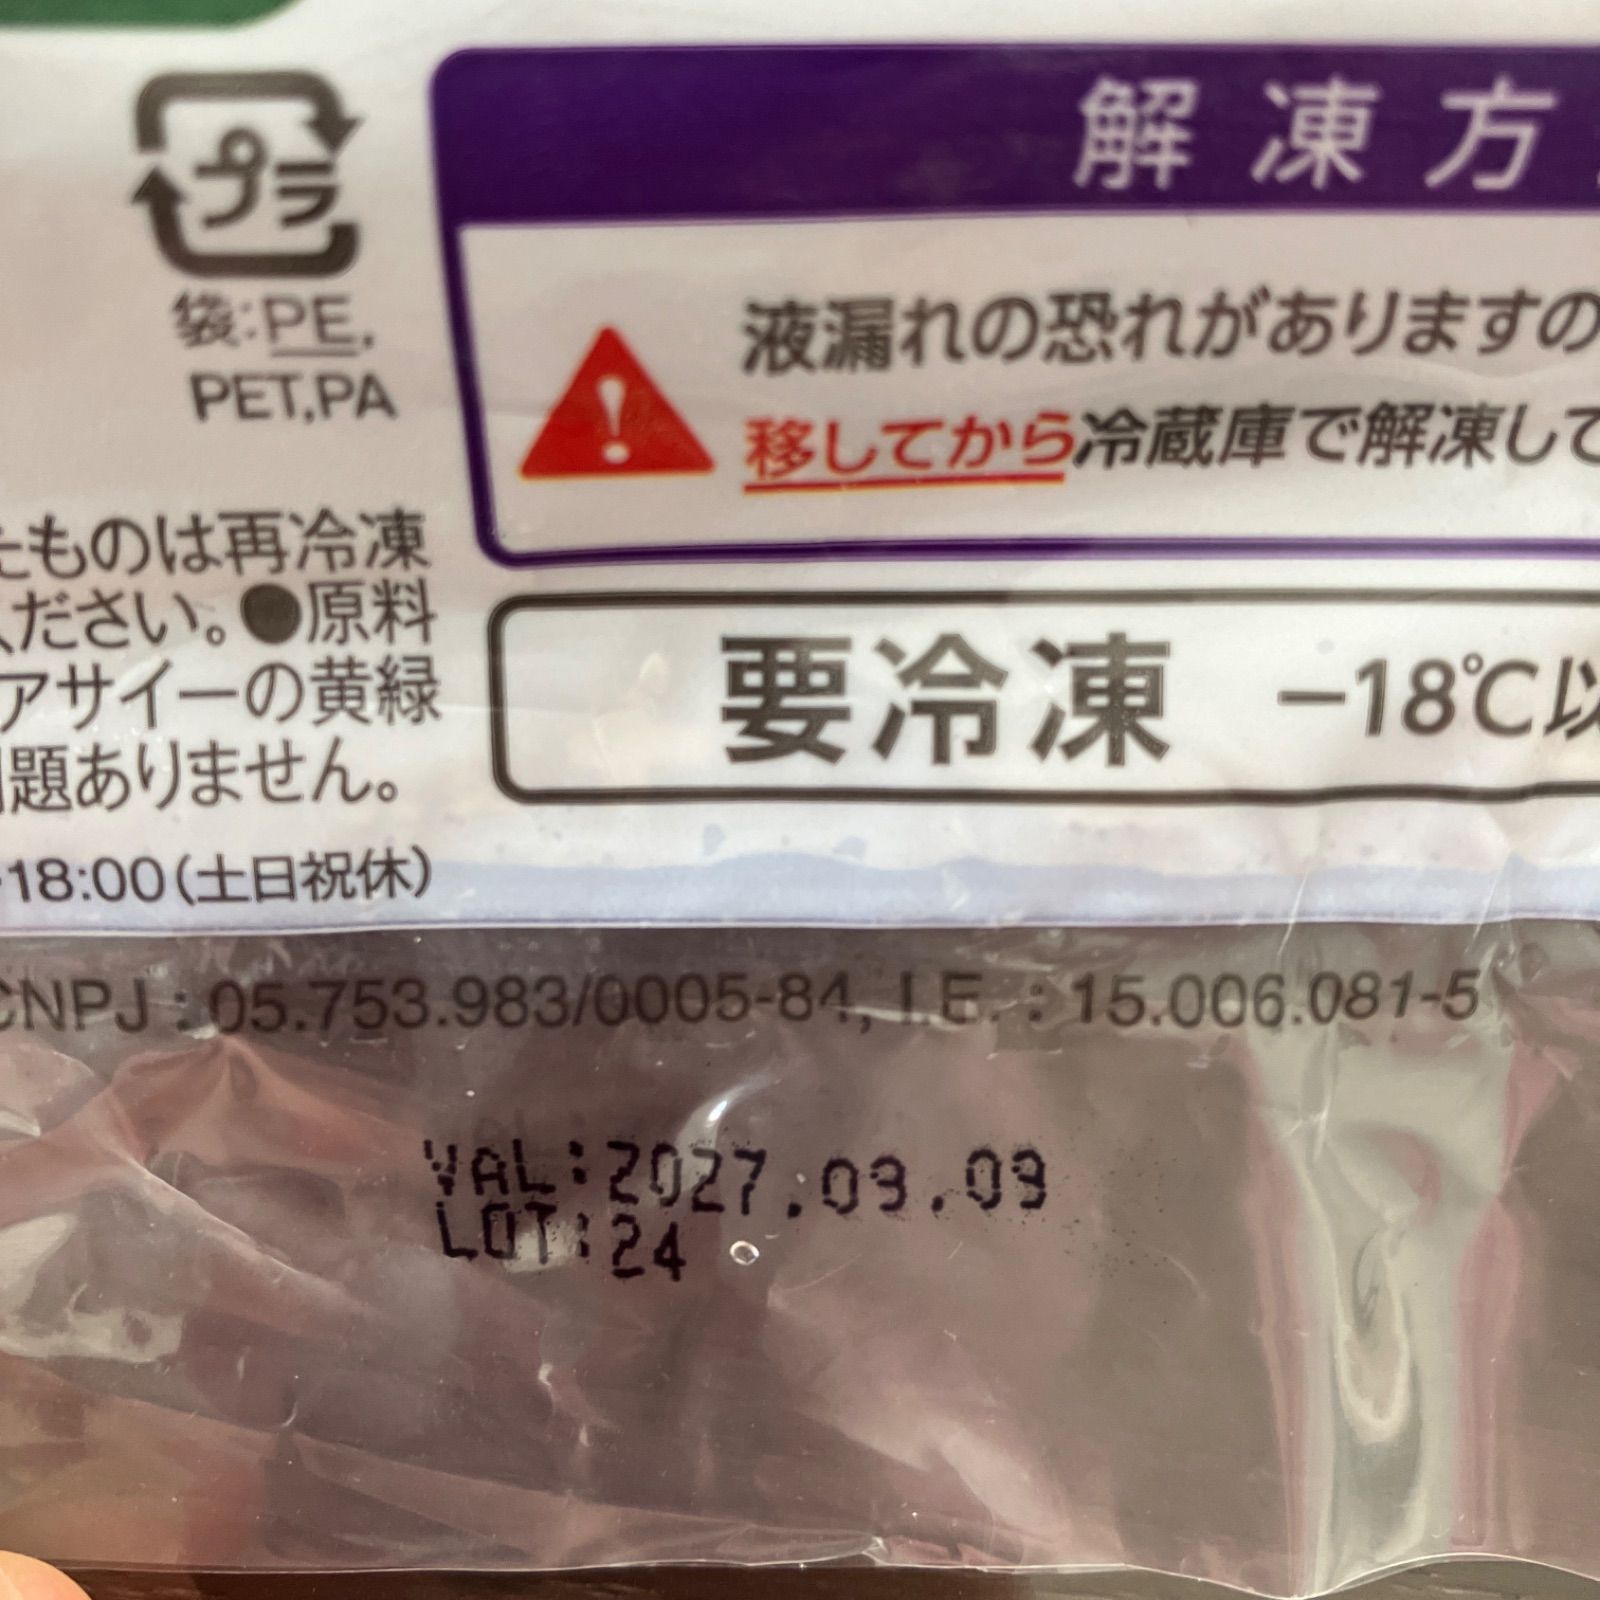 プラ
袋:PE,
PET,PA
解凍方
液漏れの恐れがありますの
移してから冷蔵庫で解凍して
たものは再冷凍
ください。●原料
アサイーの黄緑
問題ありません。
18:00(土日祝休)
要冷凍 -18℃以
CNPJ : 05.753.983/0005-84, I.E. : 15.006.081-5
VAL:2027.09.09
LOT:24